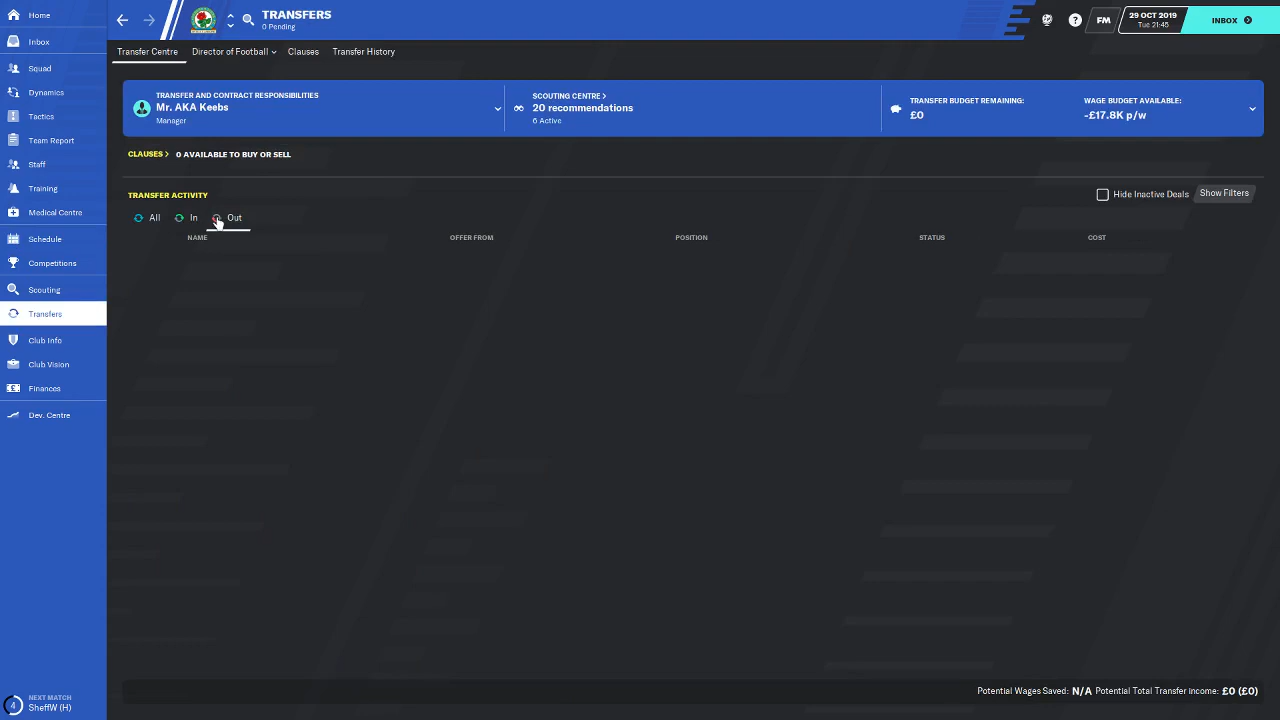 Home
TRANSFERS
0 Pending
FM
29 OCT 2019
Tue 21:45
INBOX
Inbox
Squad
Dynamics
Tactics
Team Report
Staff
Training
Medical Centre
Schedule
Competitions
Scouting
Transfers
Club Info
Club Vision
Finances
Dev. Centre
4
NEXT MATCH
SheffW (H)
Transfer Centre
Director of Football
Clauses
Transfer History
TRANSFER AND CONTRACT RESPONSIBILITIES
Mr. AKA Keebs
Manager
SCOUTING CENTRE >
20 recommendations
6 Active
TRANSFER BUDGET REMAINING:
£0
WAGE BUDGET AVAILABLE:
-£17.8K p/w
CLAUSES > 0 AVAILABLE TO BUY OR SELL
TRANSFER ACTIVITY
Hide Inactive Deals
Show Filters
All
In
Out
NAME
OFFER FROM
POSITION
STATUS
COST
Potential Wages Saved: N/A Potential Total Transfer income: £0 (£0)